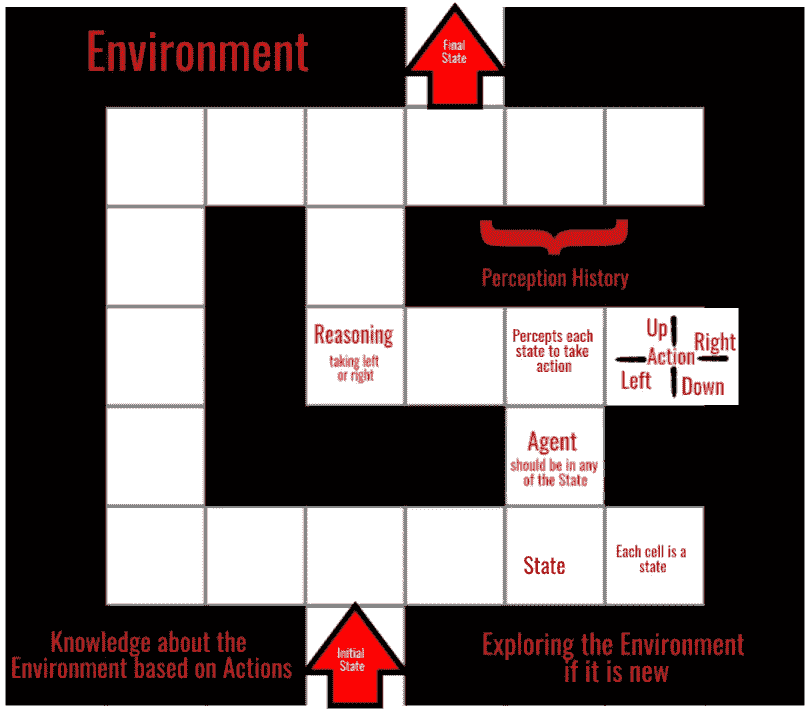 Environment
Final
State
Perception History
Reasoning
taking left
or right
Percepts each
state to take
action
Up
Right
Action
Left
Down
Agent
should be in any
of the State
State
Each cell is a
state
Knowledge about the
Environment based on Actions
Initial
State
Exploring the Environment
if it is new